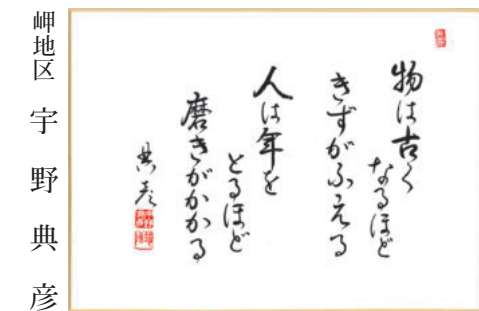 岬地区 宇野典彦
物は古く
なるほど
きずがふえる
人は年を
とるほど
磨きがかかる
典彦